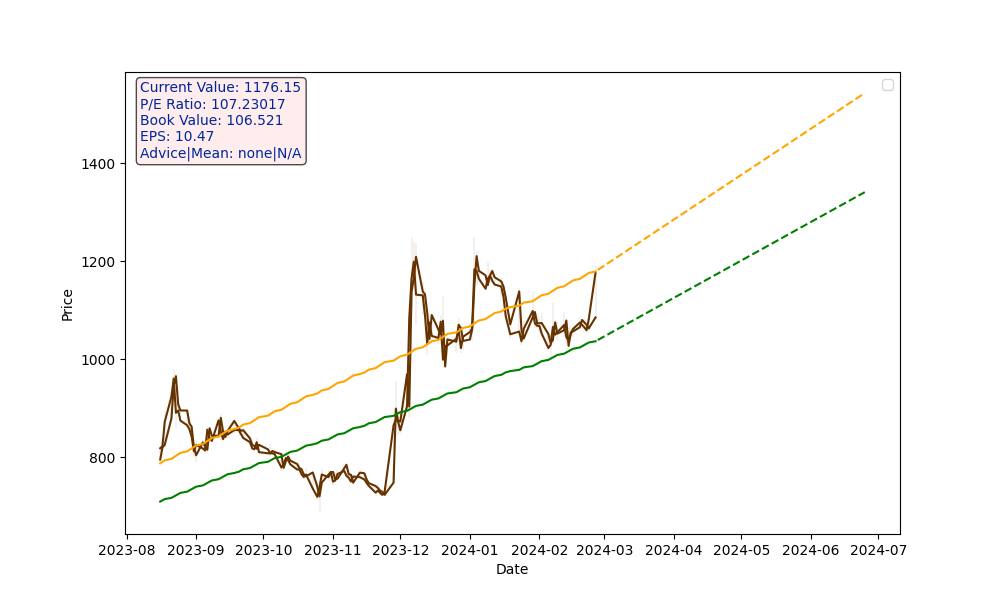 Current Value: 1176.15
P/E Ratio: 107.23017
Book Value: 106.521
EPS: 10.47
Advice|Mean: none|N/A
1400
1200
1000
800
Price
2023-08 2023-09 2023-10 2023-11 2023-12 2024-01 2024-02 2024-03 2024-04 2024-05 2024-06 2024-07
Date